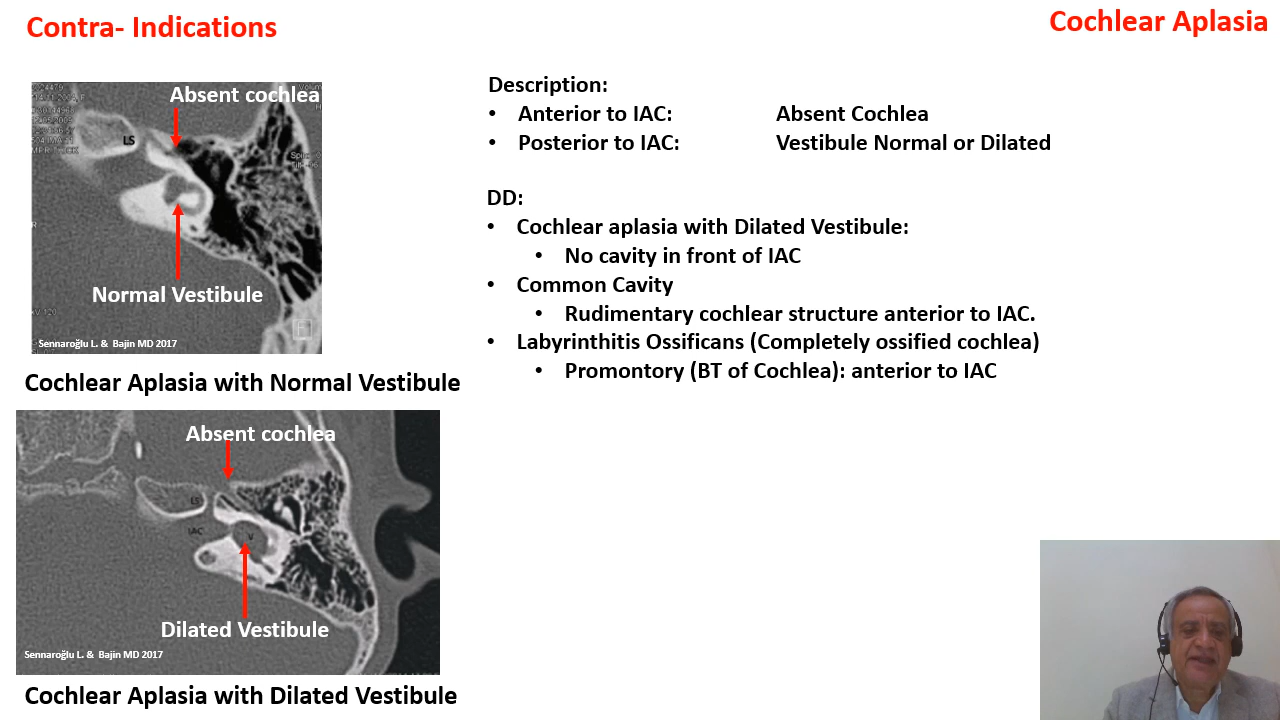 Contra- Indications
Cochlear Aplasia
Absent cochlea
LS
Normal Vestibule
Sennaroğlu L. & Bajin MD 2017
Cochlear Aplasia with Normal Vestibule
Absent cochlea
LS
IAC
V
Dilated Vestibule
Sennaroğlu L. & Bajin MD 2017
Cochlear Aplasia with Dilated Vestibule
Description:
• Anterior to IAC: Absent Cochlea
• Posterior to IAC: Vestibule Normal or Dilated
DD:
• Cochlear aplasia with Dilated Vestibule:
• No cavity in front of IAC
• Common Cavity
• Rudimentary cochlear structure anterior to IAC.
• Labyrinthitis Ossificans (Completely ossified cochlea)
• Promontory (BT of Cochlea): anterior to IAC